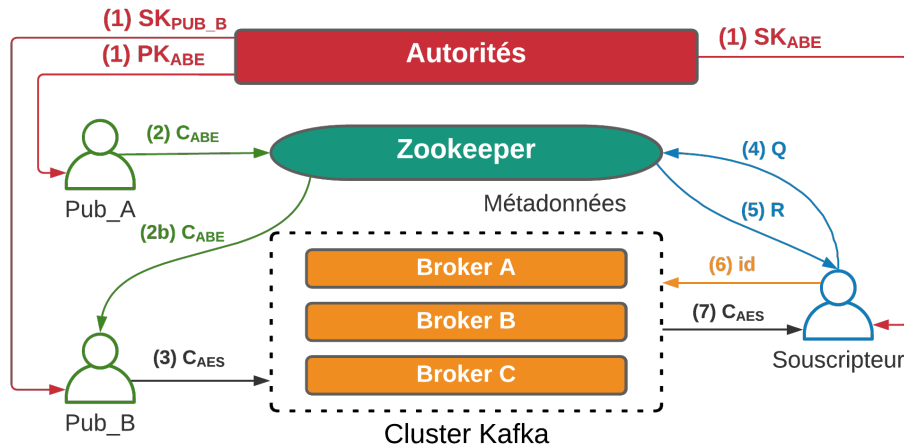 (1) SKPUB_B
(1) PKABE
Autorités
(1) SKABE
(2) CABE
Zookeeper
(4) Q
Métadonnées
(5) R
Pub_A
(2b) CABE
Broker A
(6) id
Broker B
(7) CAES
Broker C
(3) CAES
Souscripteur
Pub_B
Cluster Kafka